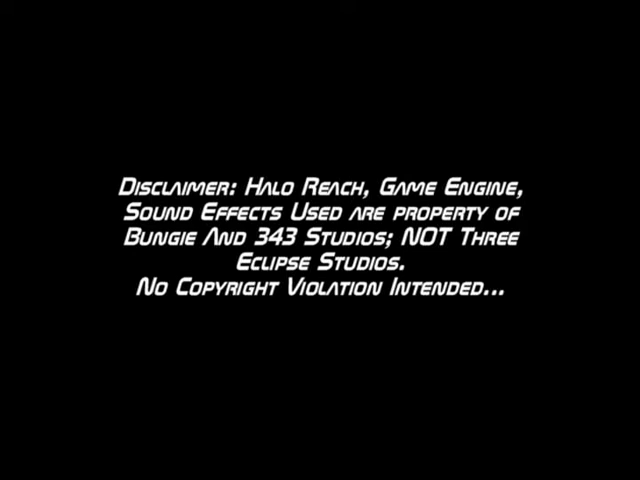 Disclaimer: Halo Reach, Game Engine,
Sound Effects Used are property of
Bungie And 343 Studios; NOT Three
Eclipse Studios.
No Copyright Violation Intended...